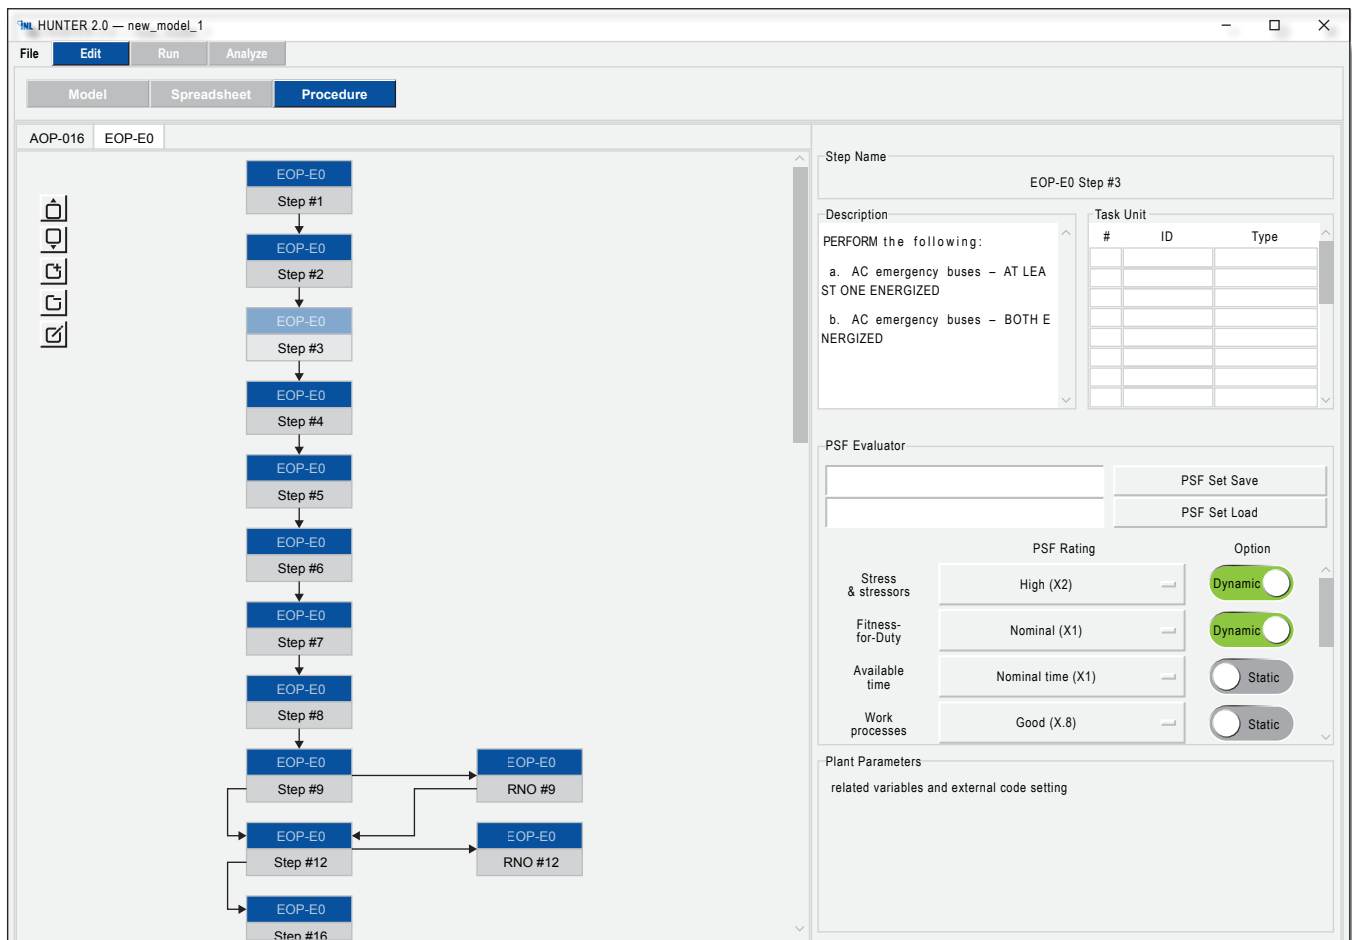 INL HUNTER 2.0 — new_model_1
File Edit Run Analyze
Model Spreadsheet Procedure
AOP-016 EOP-E0
EOP-E0
Step #1
EOP-E0
Step #2
EOP-E0
Step #3
EOP-E0
Step #4
EOP-E0
Step #5
EOP-E0
Step #6
EOP-E0
Step #7
EOP-E0
Step #8
EOP-E0
Step #9
EOP-E0
RNO #9
EOP-E0
Step #12
EOP-E0
RNO #12
EOP-E0
Step #16
Step Name
EOP-E0 Step #3
Description
PERFORM the following:
a. AC emergency buses – AT LEA
ST ONE ENERGIZED
b. AC emergency buses – BOTH E
NERGIZED
Task Unit
# ID Type
PSF Evaluator
PSF Set Save
PSF Set Load
PSF Rating Option
Stress
& stressors
High (X2)
Dynamic
Fitness-
for-Duty
Nominal (X1)
Dynamic
Available
time
Nominal time (X1)
Static
Work
processes
Good (X.8)
Static
Plant Parameters
related variables and external code setting